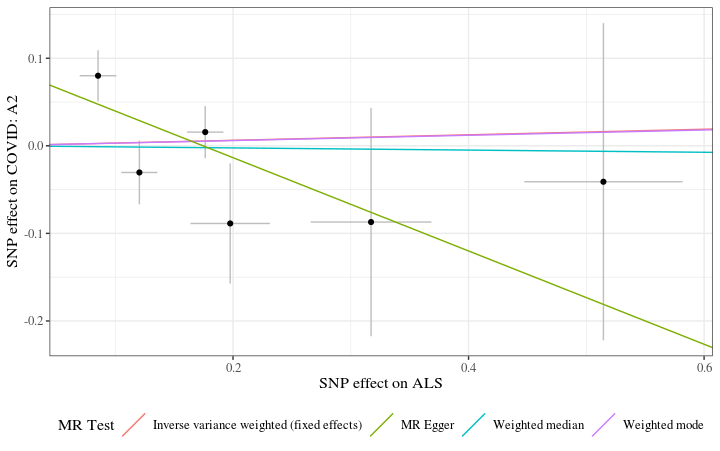 0.1
0.0
-0.1
-0.2
SNP effect on COVID: A2
0.2
0.4
0.6
SNP effect on ALS
MR Test
Inverse variance weighted (fixed effects)
MR Egger
Weighted median
Weighted mode